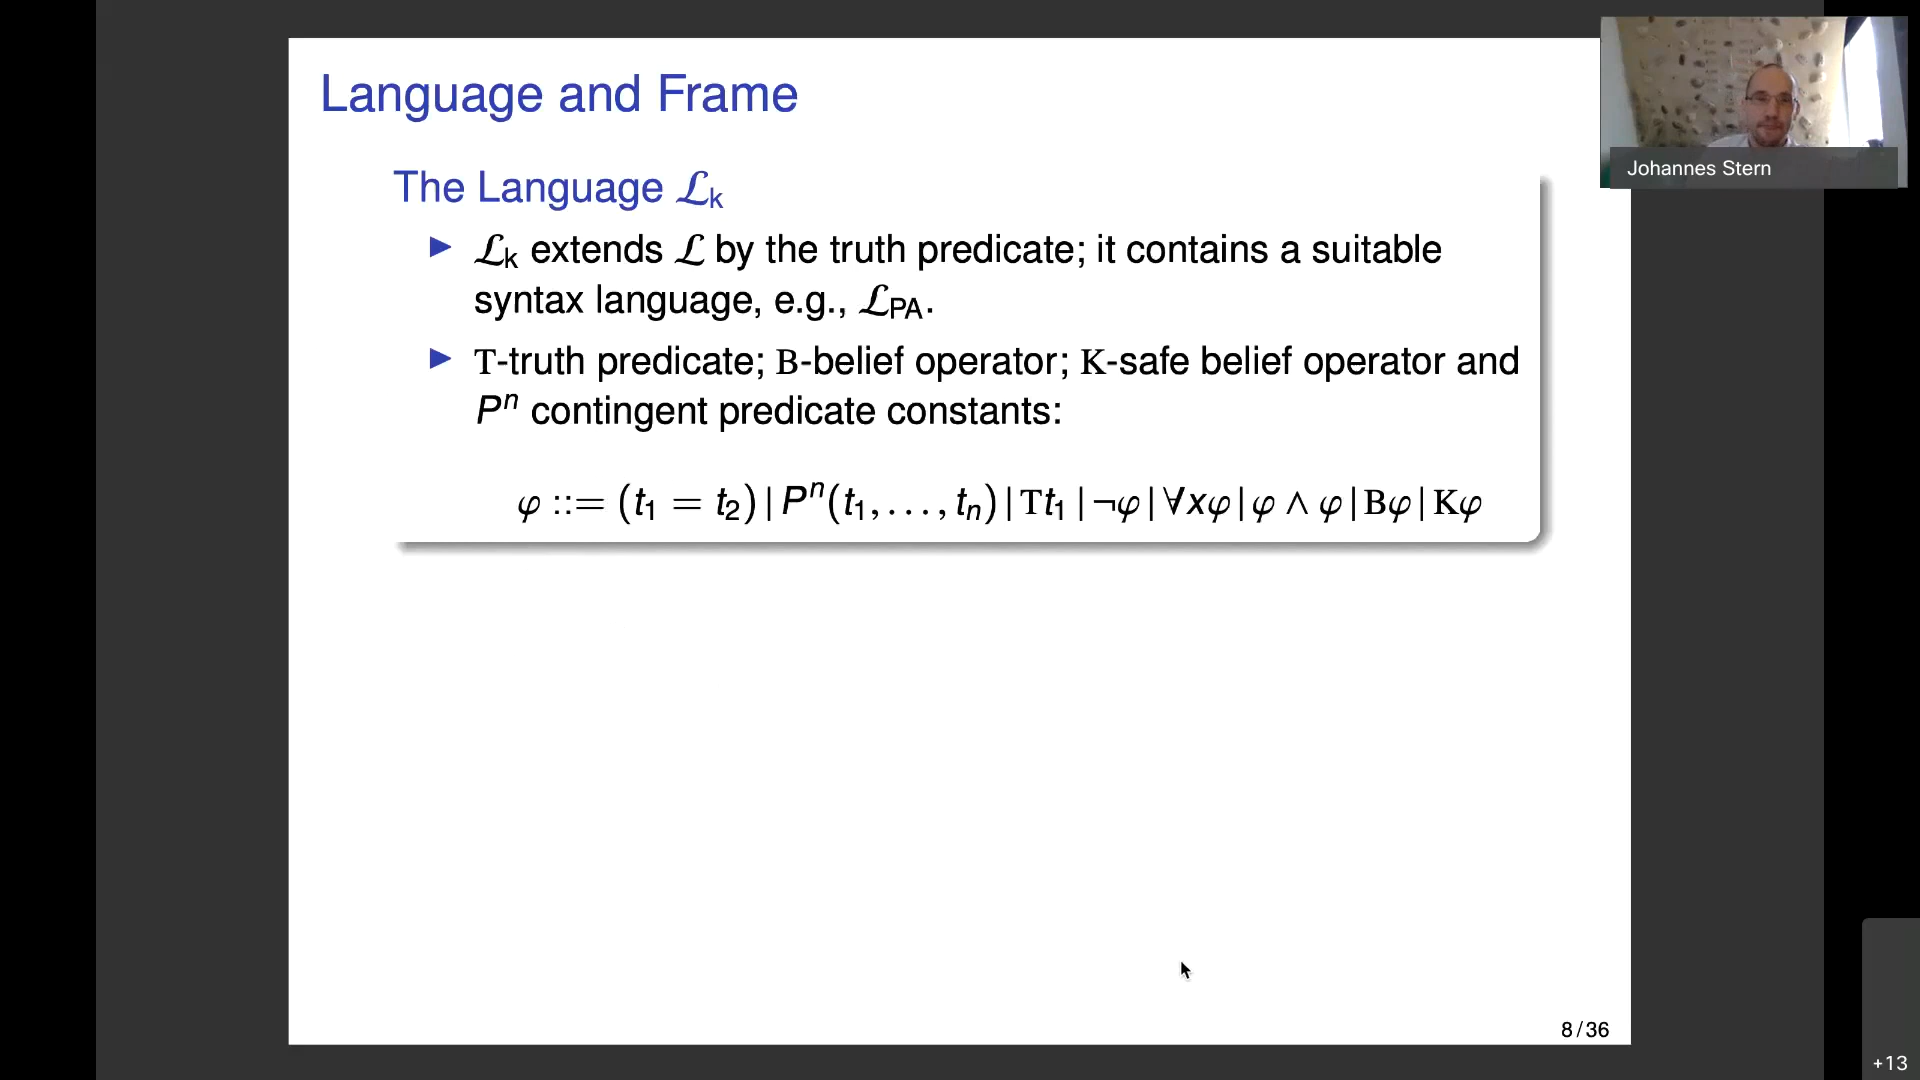 Language and Frame
Johannes Stern
The Language ℒk
▶ ℒk extends ℒ by the truth predicate; it contains a suitable
syntax language, e.g., ℒPA.
▶ T-truth predicate; B-belief operator; K-safe belief operator and
Pⁿ contingent predicate constants:
φ ::= (t₁ = t₂) | Pⁿ(t₁, . . . , tₙ) | Tt₁ | ¬φ | ∀xφ | φ ∧ φ | Bφ | Kφ
8 / 36
+13